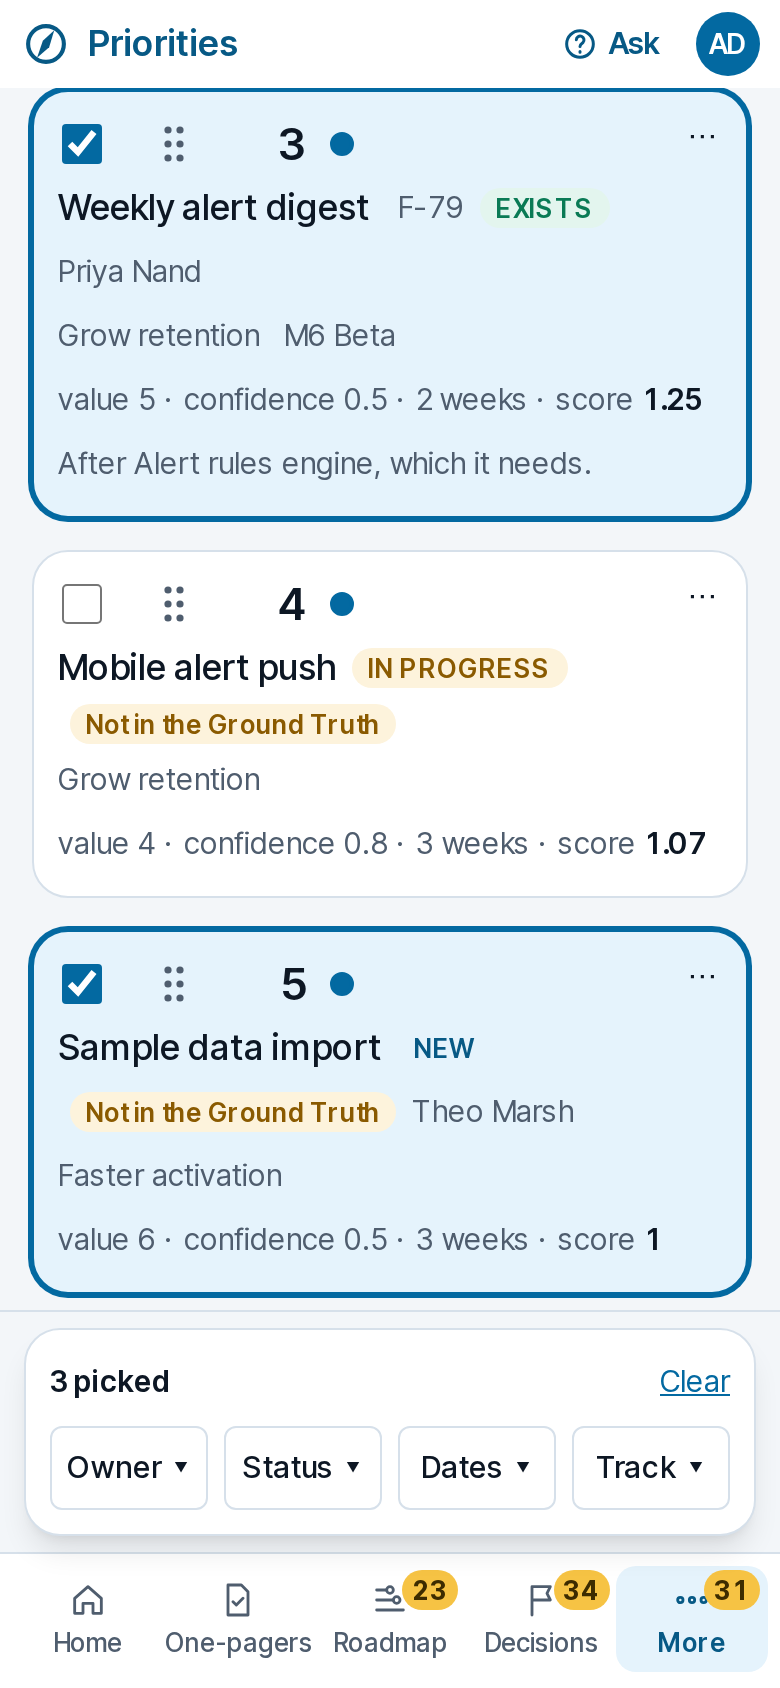 Priorities
Ask
AD
3
...
Weekly alert digest F-79 EXISTS
Priya Nand
Grow retention M6 Beta
value 5 · confidence 0.5 · 2 weeks · score 1.25
After Alert rules engine, which it needs.
4
...
Mobile alert push IN PROGRESS
Not in the Ground Truth
Grow retention
value 4 · confidence 0.8 · 3 weeks · score 1.07
5
...
Sample data import NEW
Not in the Ground Truth Theo Marsh
Faster activation
value 6 · confidence 0.5 · 3 weeks · score 1
3 picked
Clear
Owner ▼ Status ▼ Dates ▼ Track ▼
23 34 31
Home One-pagers Roadmap Decisions More